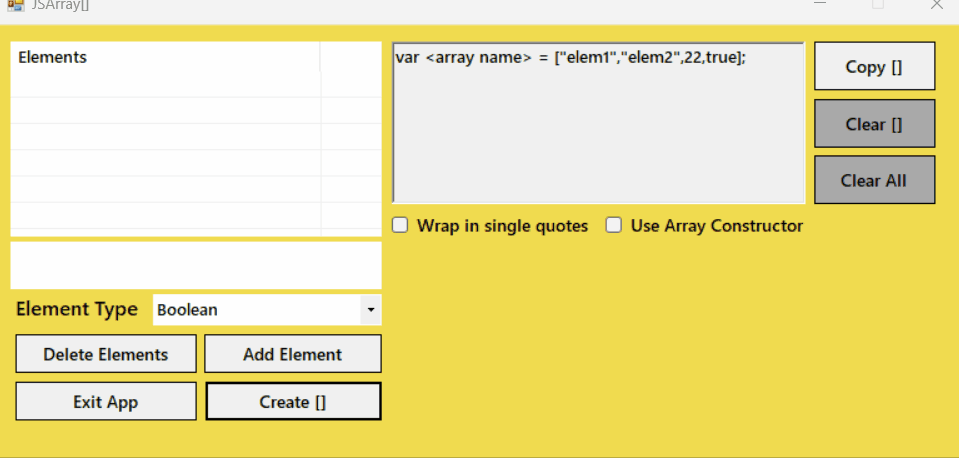 JSArray[]
Elements
var <array name> = ["elem1","elem2",22,true];
Copy []
Clear []
Clear All
Wrap in single quotes
Use Array Constructor
Element Type
Boolean
Delete Elements
Add Element
Exit App
Create []